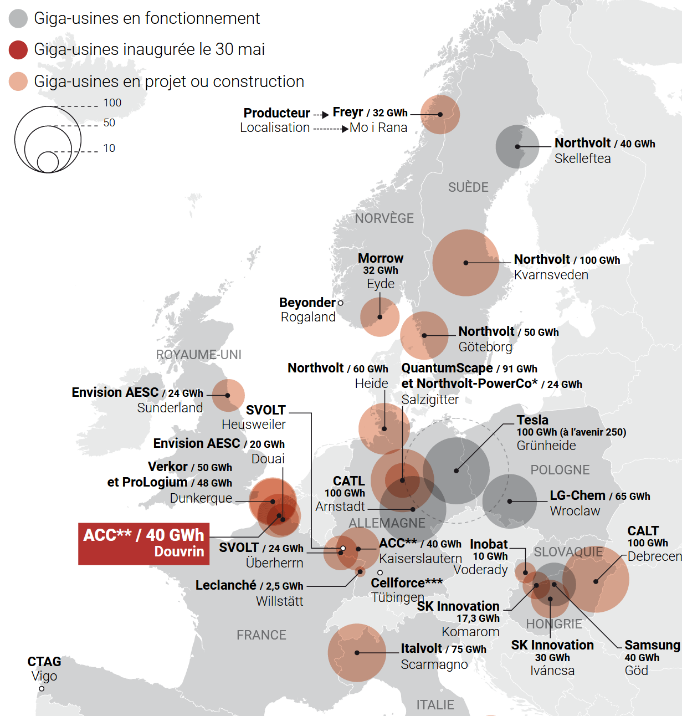 Giga-usines en fonctionnement
Giga-usines inaugurée le 30 mai
Giga-usines en projet ou construction
100
50
10
Producteur
Localisation
Freyr / 32 GWh
Mo i Rana
Northvolt / 40 GWh
Skelleftea
SUÈDE
NORVÈGE
Morrow
32 GWh
Eyde
Northvolt / 100 GWh
Kvarnsveden
Beyonder
Rogaland
Northvolt / 50 GWh
Göteborg
ROYAUME-UNI
Northvolt / 60 GWh
Heide
QuantumScape / 91 GWh
et Northvolt-PowerCo* / 24 GWh
Salzigitter
Envision AESC / 24 GWh
Sunderland
SVOLT
Heusweiler
Tesla
100 GWh (à l'avenir 250)
Grünheide
Envision AESC / 20 GWh
Douai
Verkor / 50 GWh
et ProLogium / 48 GWh
Dunkerque
POLOGNE
CATL
100 GWh
Arnstadt
LG-Chem / 65 GWh
Wroclaw
ALLEMAGNE
ACC** / 40 GWh
Douvrin
CALT
100 GWh
Debrecen
SVOLT / 24 GWh
Überherrn
ACC** / 40 GWh
Kaiserslautern
Inobat
10 GWh
Voderady
SLOVAQUIE
Leclanché / 2,5 GWh
Willstätt
Cellforce***
Tübingen
SK Innovation
17,3 GWh
Komarom
HONGRIE
FRANCE
Italvolt / 75 GWh
Scarmagno
SK Innovation
30 GWh
Iváncsa
Samsung
40 GWh
Göd
CTAG
Vigo
ITALIE